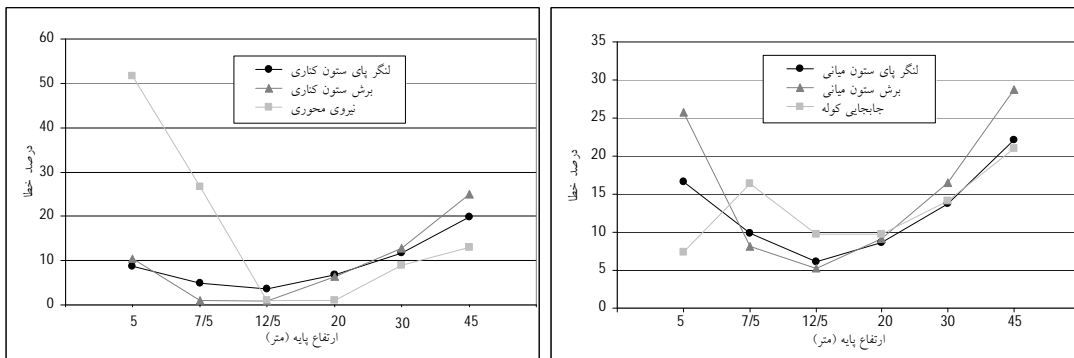 60
50
40
30
20
10
0
لنگر پای ستون کناری
برش ستون کناری
نیروی محوری
درصد خطا
5 7/5 12/5 20 30 45
ارتفاع پایه (متر)
35
30
25
20
15
10
5
0
لنگر پای ستون میانی
برش ستون میانی
جابجایی کوله
درصد خطا
5 7/5 12/5 20 30 45
ارتفاع پایه (متر)